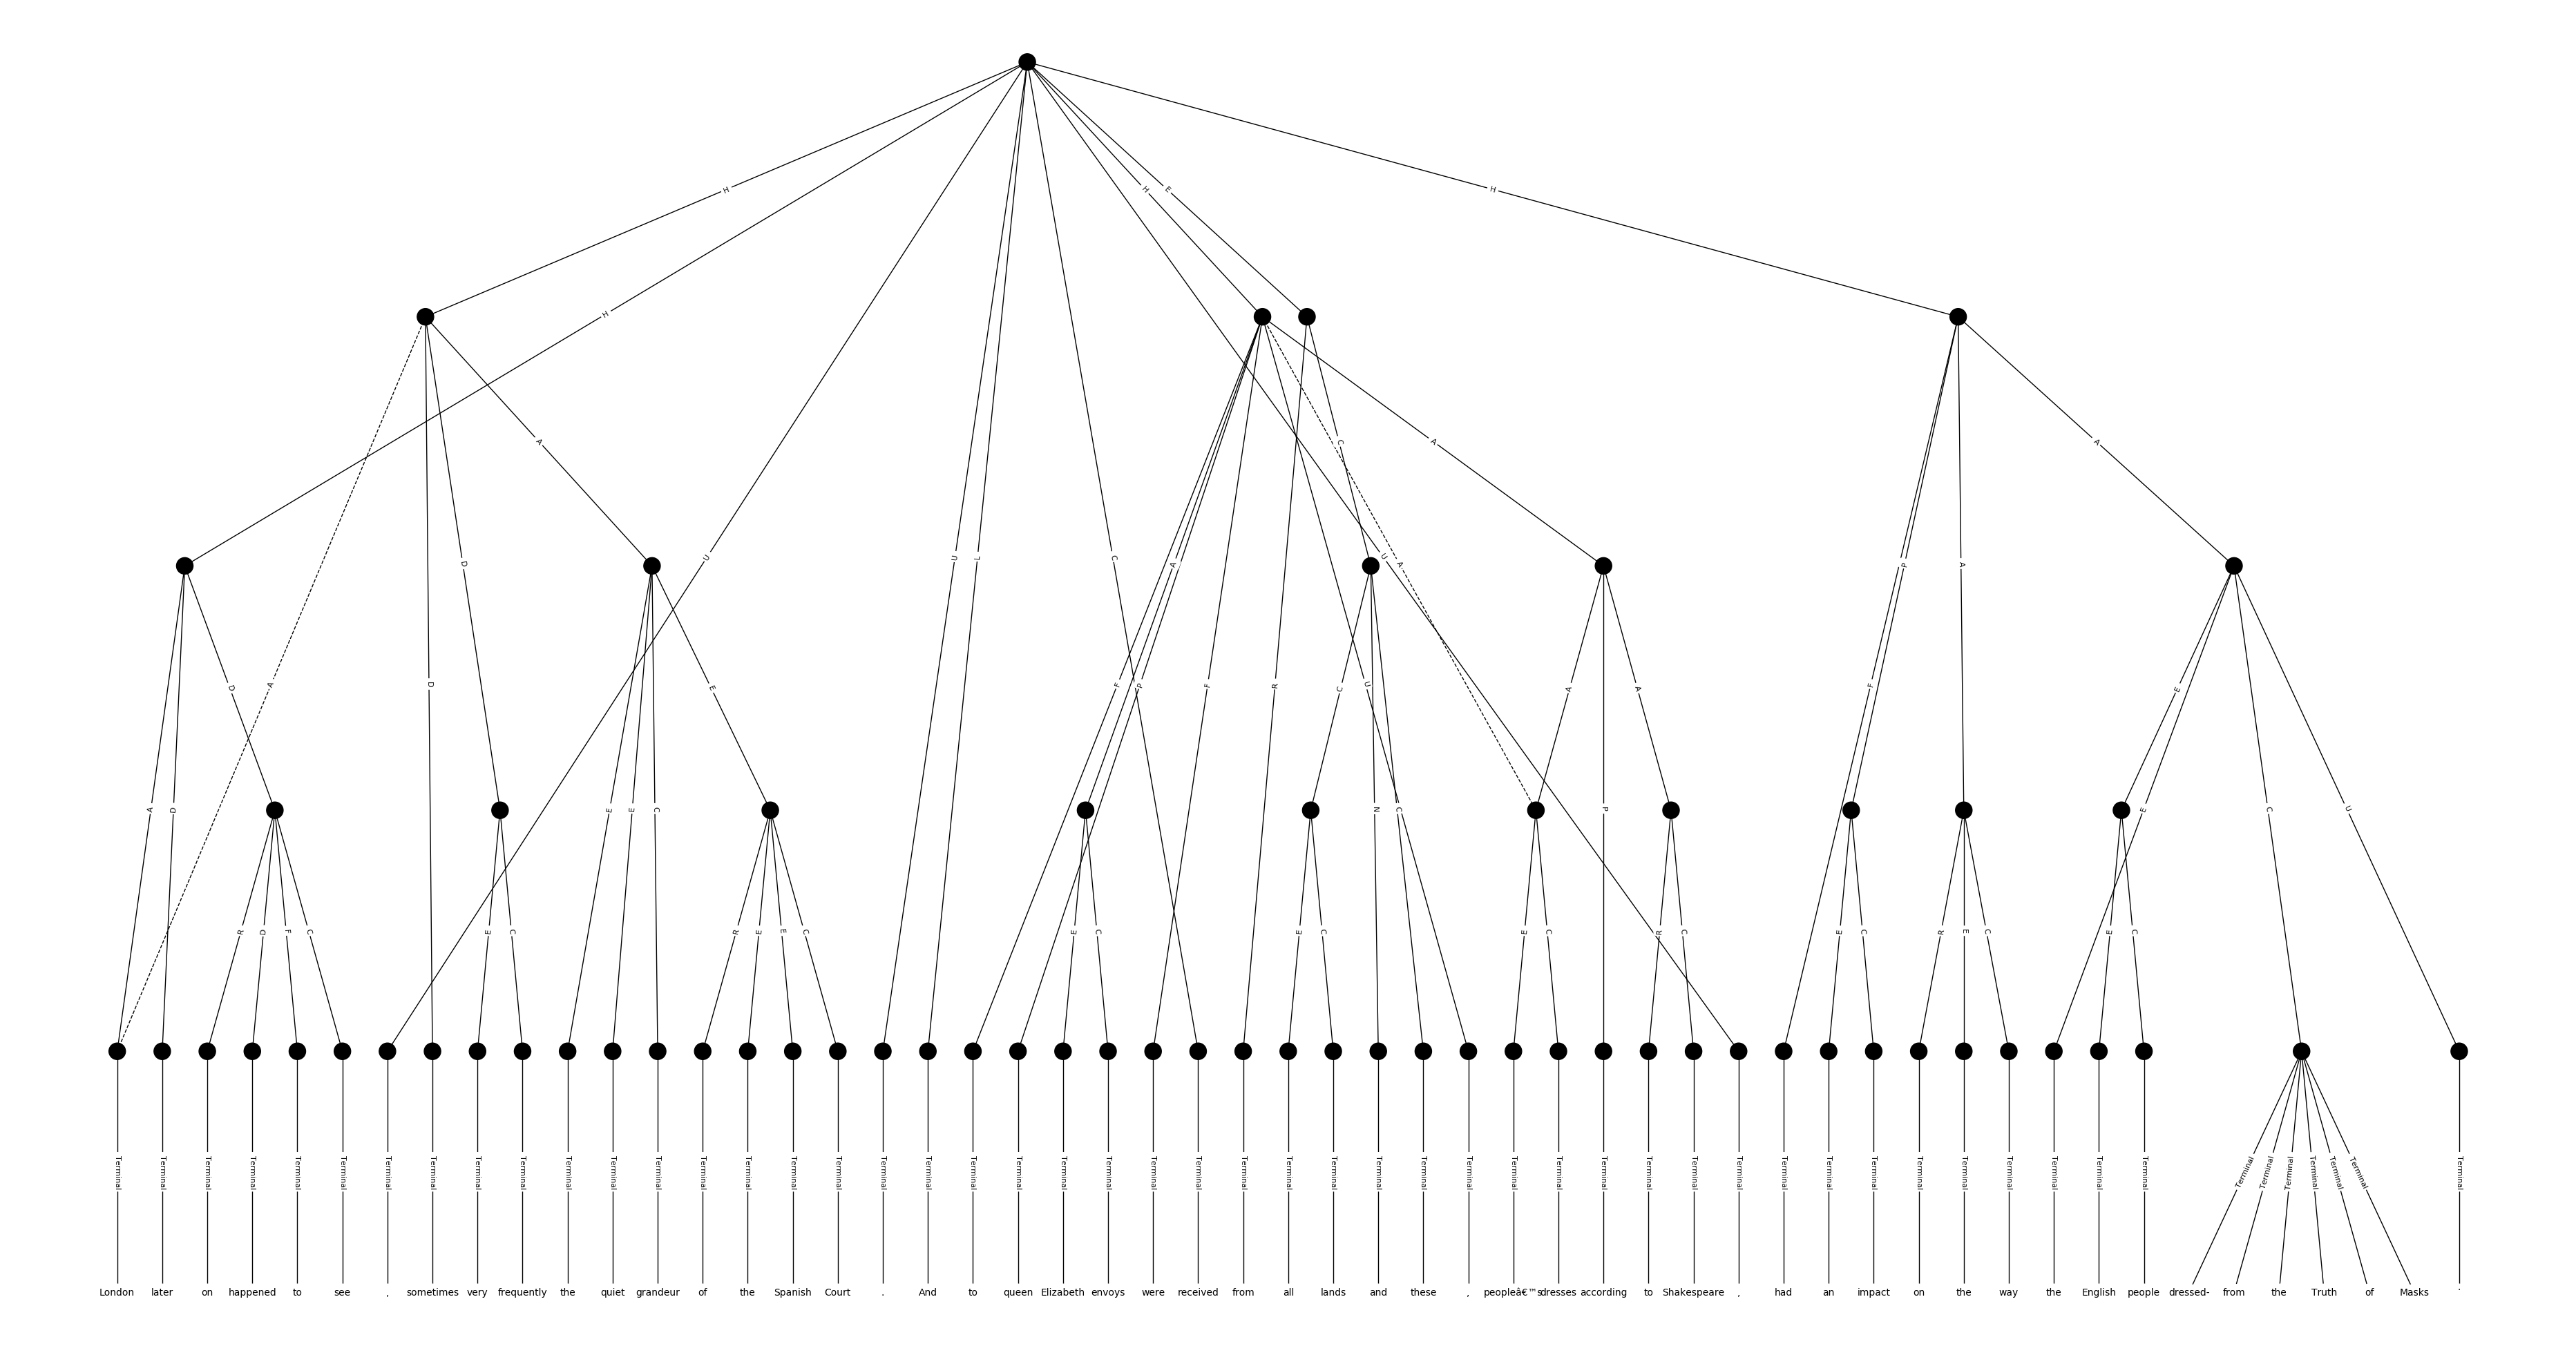 H H U U L C H E U H
A D D A A F P F U A A R C F P A A
A D D E E C E C A P A E E C U
R D F C E C R E E C E C E C N C E C R C E C R E C E C
Terminal Terminal Terminal Terminal Terminal Terminal Terminal Terminal Terminal Terminal Terminal Terminal Terminal Terminal Terminal Terminal Terminal Terminal Terminal Terminal Terminal Terminal Terminal Terminal Terminal Terminal Terminal Terminal Terminal Terminal Terminal Terminal Terminal Terminal Terminal Terminal Terminal Terminal Terminal Terminal Terminal Terminal Terminal Terminal Terminal Terminal Terminal Terminal Terminal Terminal Terminal Terminal Terminal
London later on happened to see , sometimes very frequently the quiet grandeur of the Spanish Court . And to queen Elizabeth envoys were received from all lands and these , peopleâ€™s dresses according to Shakespeare , had an impact on the way the English people dressed- from the Truth of Masks .